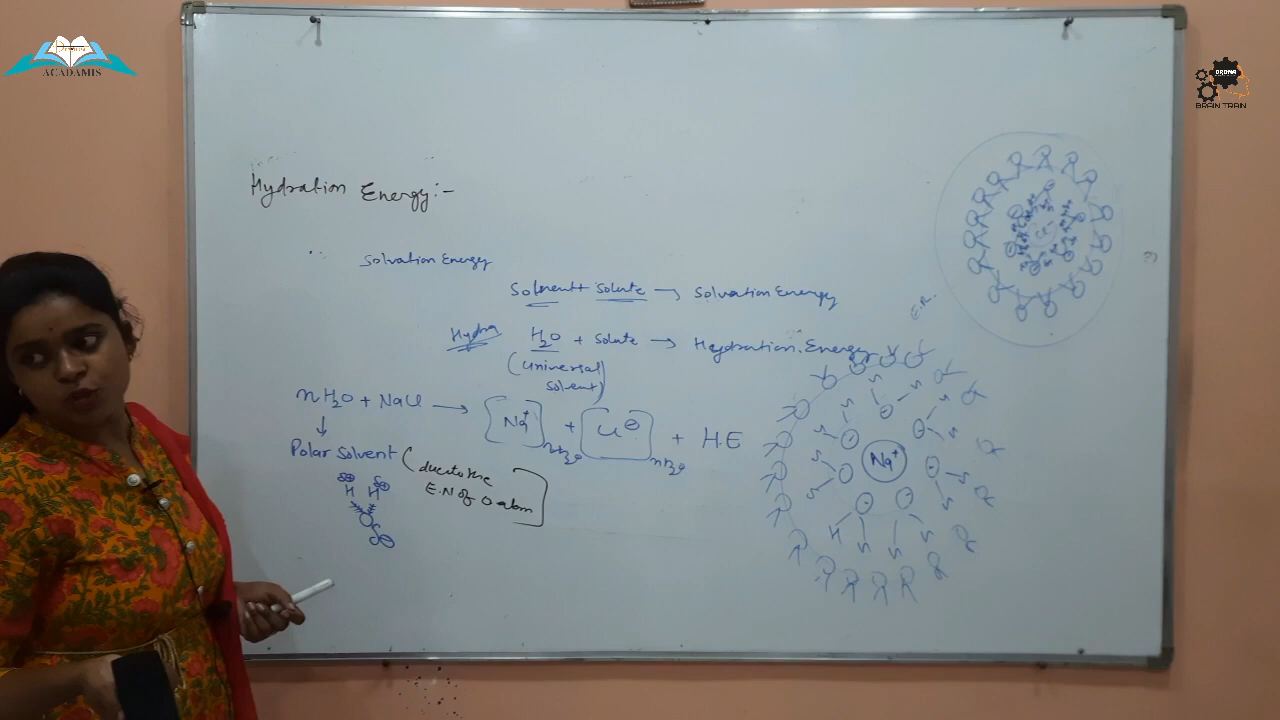 ACADAMIS
DRONA
BRAIN TRAIN
Hydration Energy:-
Solvation Energy
Solvent + Solute → Solvation Energy
Hydra H2O + Solute → Hydration Energy
(Universal
Solvent)
E.R.
nH2O + NaCl → [Na+]nH2O + [Cl⊖]nH2O + H.E
↓
Polar Solvent (due to the
E.N of O atom
H H
Na+
H